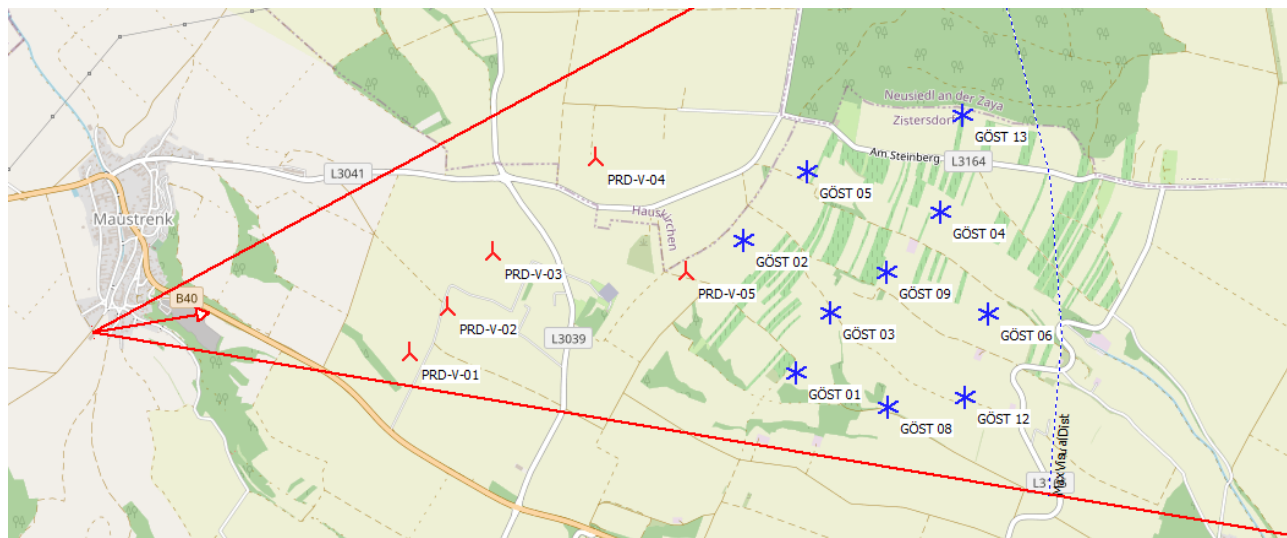 Neusiedl an der Zaya
Zistersdorf
GÖST 13
Am Steinberg
L3164
L3041
PRD-V-04
GÖST 05
Maustrenk
Hauskirchen
GÖST 04
GÖST 02
PRD-V-03
PRD-V-05
GÖST 09
B40
PRD-V-02
GÖST 03
GÖST 06
L3039
PRD-V-01
GÖST 01
GÖST 12
GÖST 08